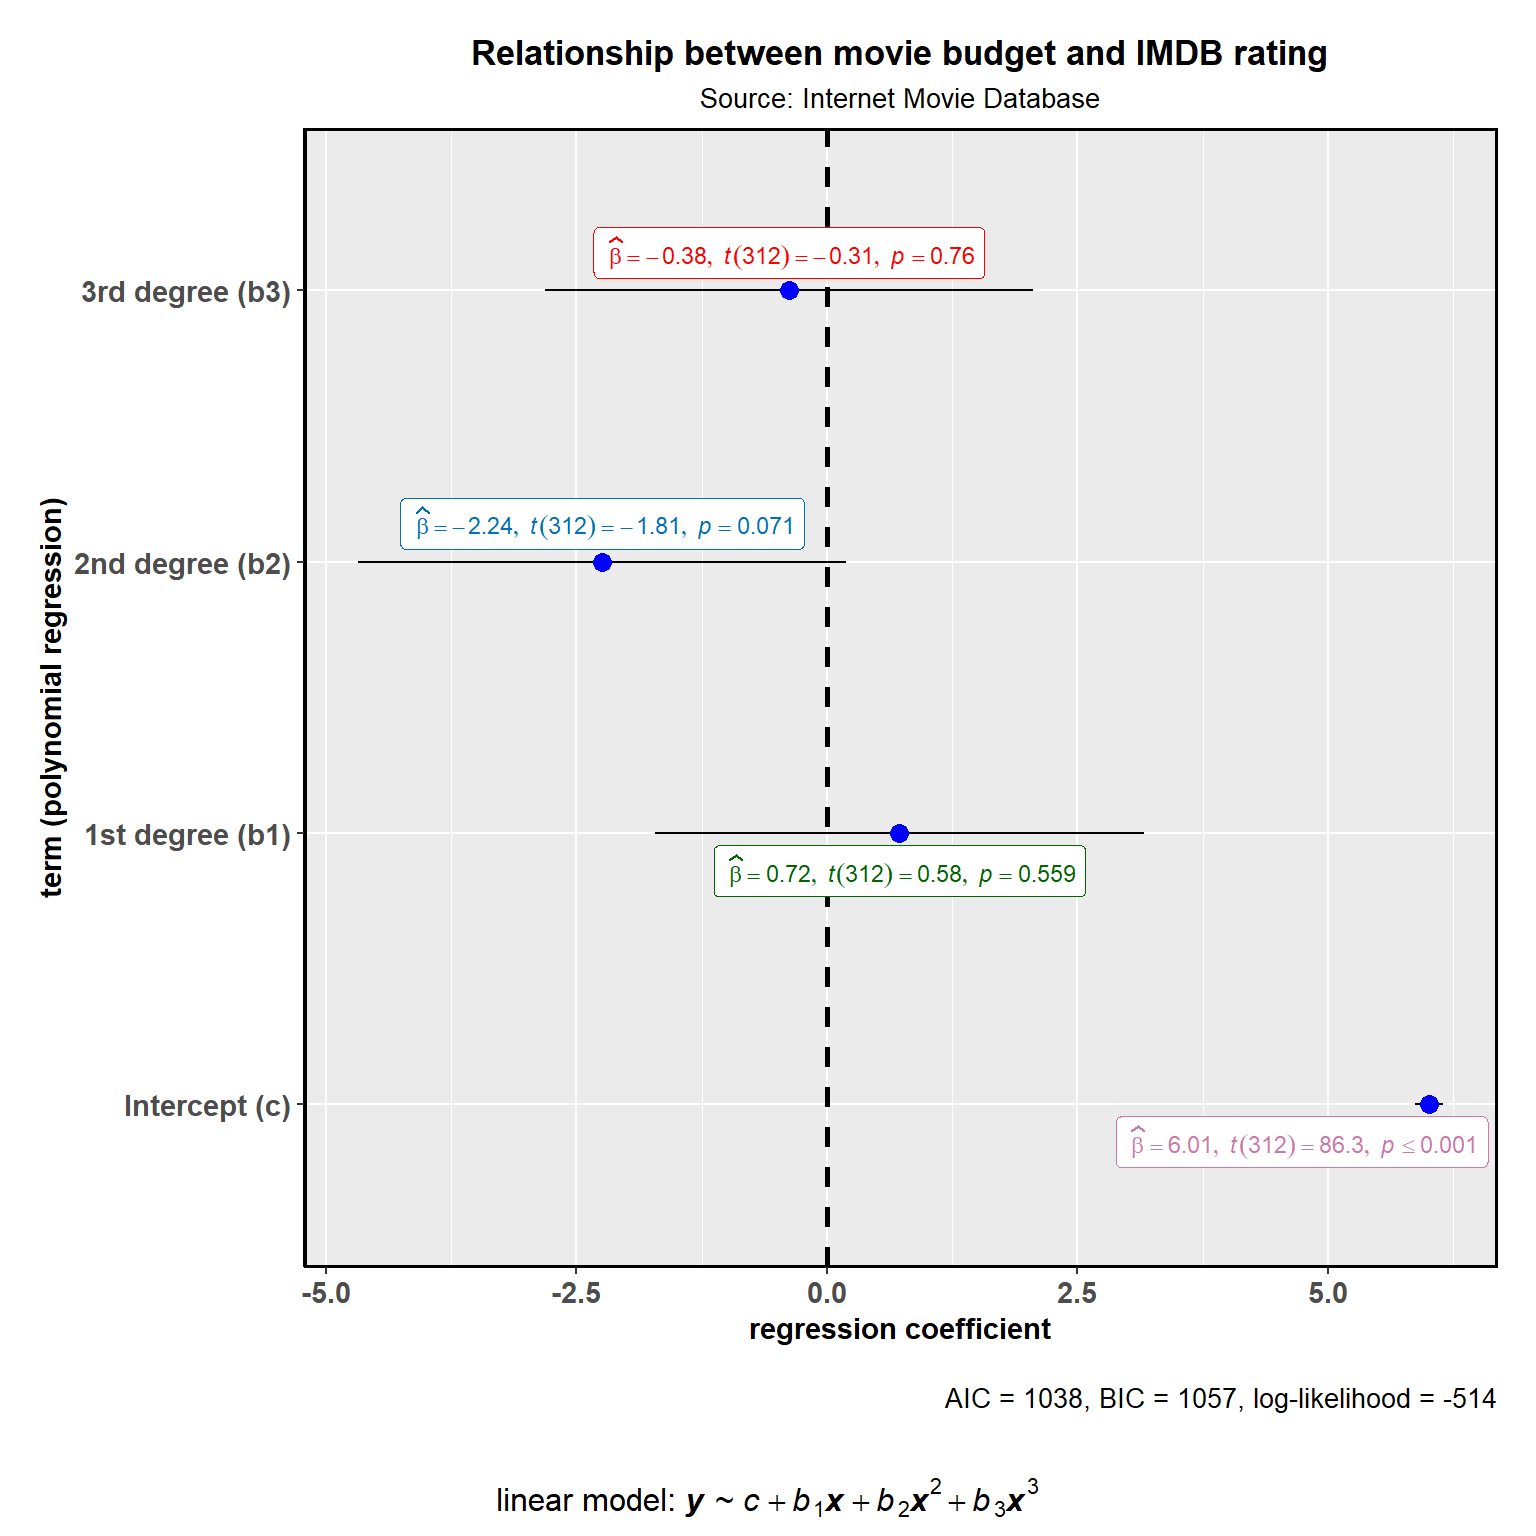 Relationship between movie budget and IMDB rating
Source: Internet Movie Database
term (polynomial regression)
3rd degree (b3)
β̂ = −0.38, t(312) = −0.31, p = 0.76
2nd degree (b2)
β̂ = −2.24, t(312) = −1.81, p = 0.071
1st degree (b1)
β̂ = 0.72, t(312) = 0.58, p = 0.559
Intercept (c)
β̂ = 6.01, t(312) = 86.3, p ≤ 0.001
-5.0 -2.5 0.0 2.5 5.0
regression coefficient
AIC = 1038, BIC = 1057, log-likelihood = -514
linear model: y ~ c + b₁x + b₂x² + b₃x³